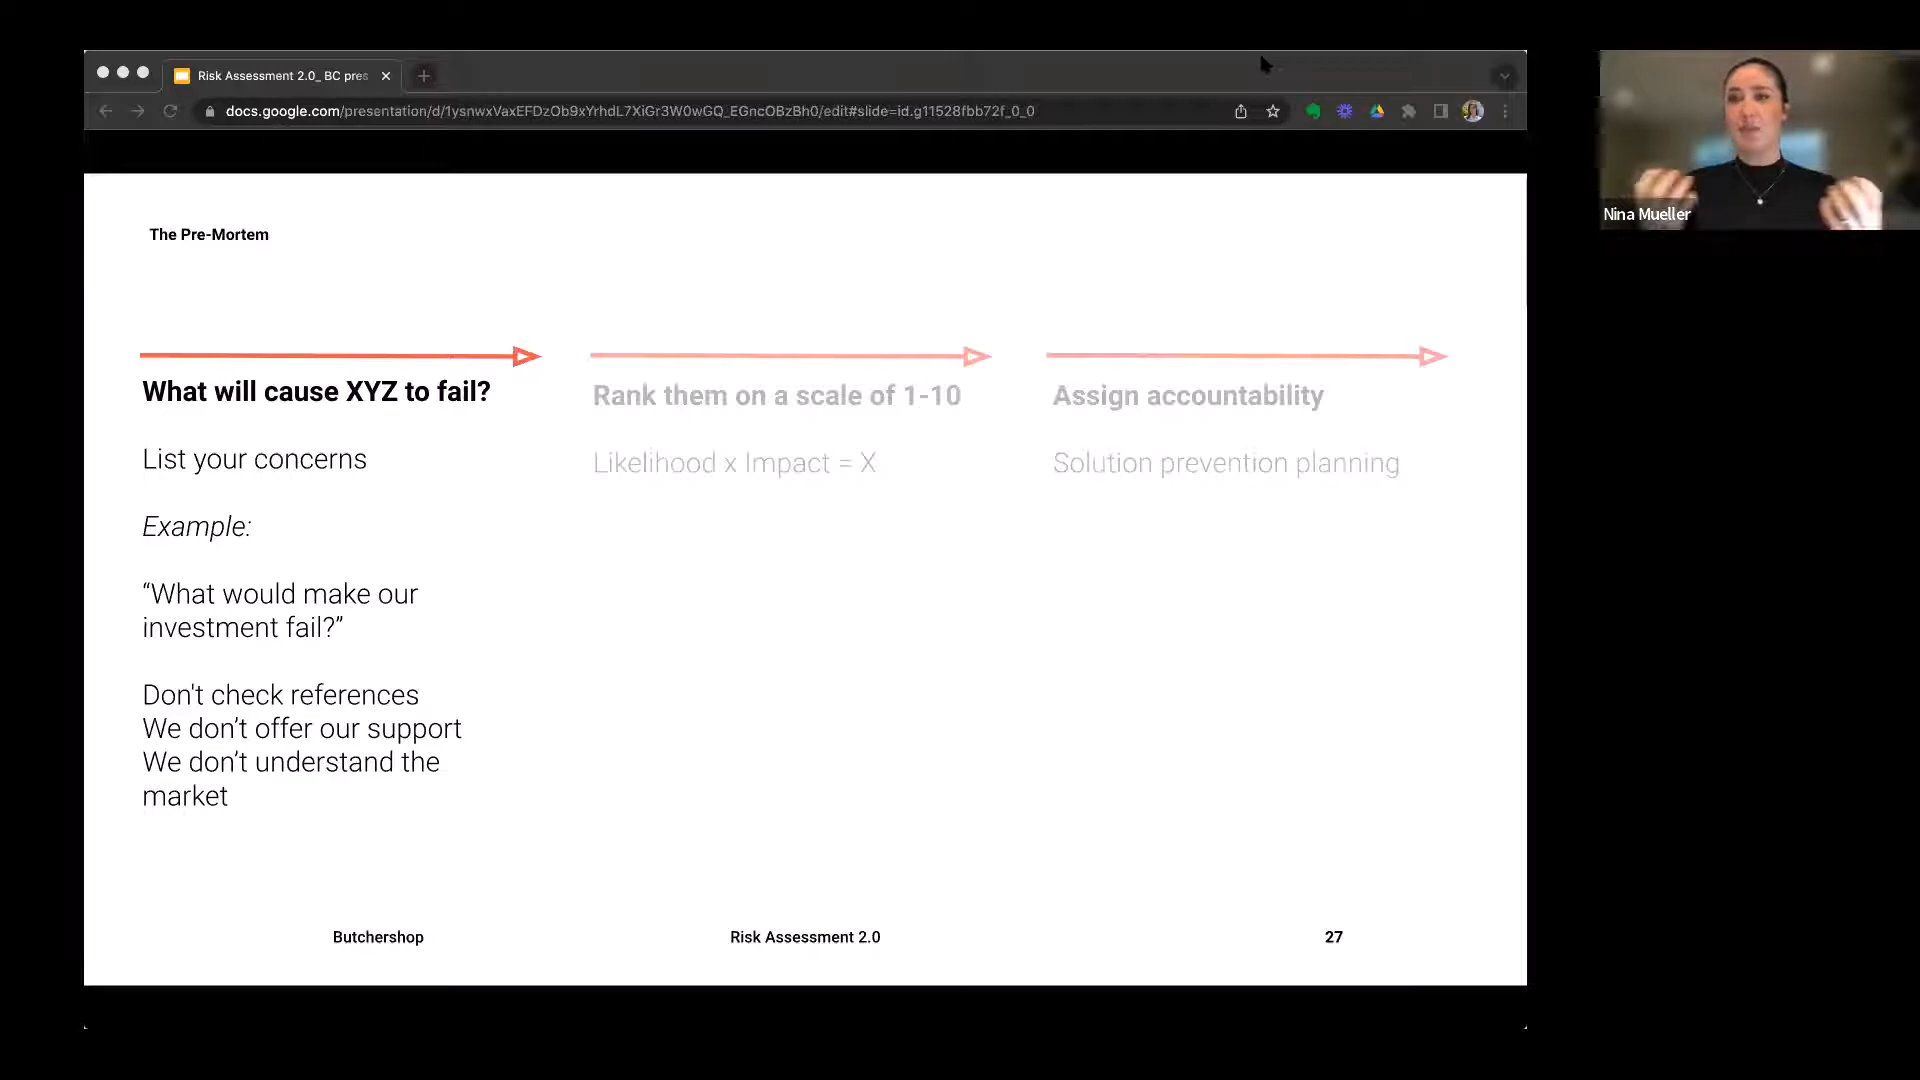 Risk Assessment 2.0_ BC pres
docs.google.com/presentation/d/1ysnwxVaxEFDzOb9xYrhdL7XiGr3W0wGQ_EGncOBzBh0/edit#slide=id.g11528fbb72f_0_0
Nina Mueller
The Pre-Mortem
What will cause XYZ to fail?
List your concerns
Example:
“What would make our
investment fail?”
Don't check references
We don’t offer our support
We don’t understand the
market
Rank them on a scale of 1-10
Likelihood x Impact = X
Assign accountability
Solution prevention planning
Butchershop
Risk Assessment 2.0
27